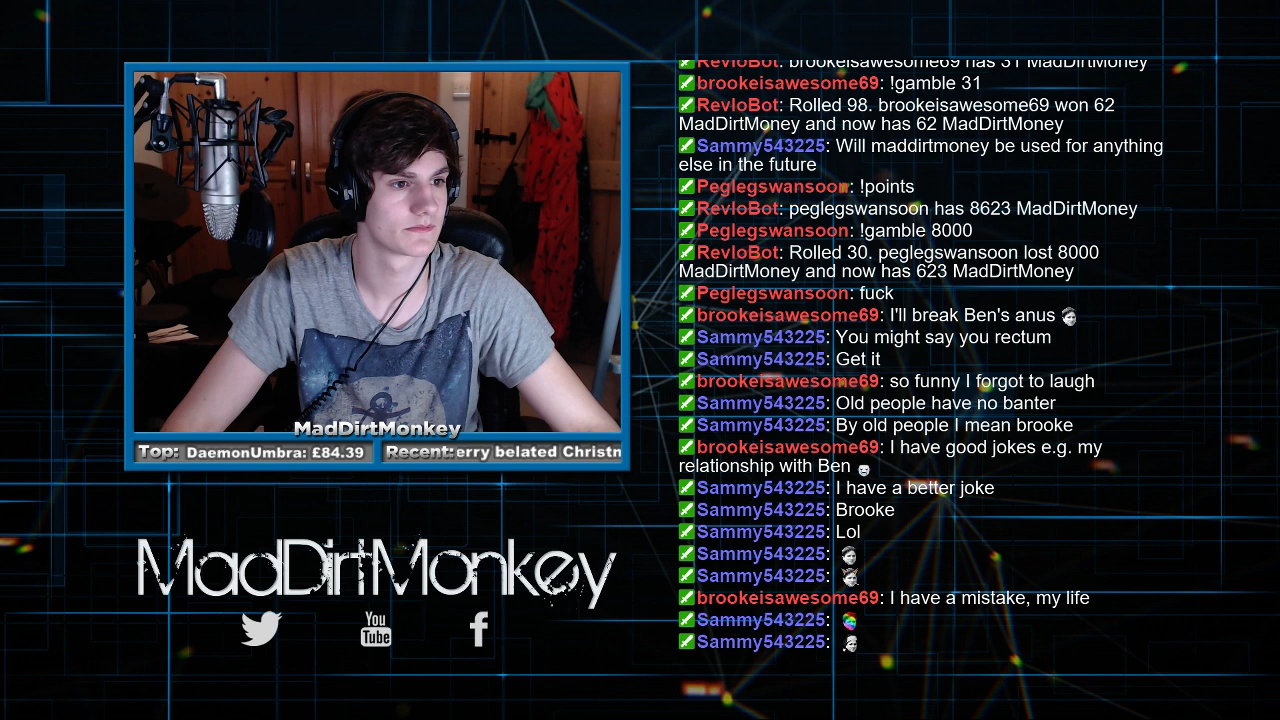 MadDirtMonkey
Top: DaemonUmbra: £84.39
Recent: erry belated Christn
MadDirtMonkey
You
Tube
RevloBot: brookeisawesome69 has 31 MadDirtMoney
brookeisawesome69: !gamble 31
RevloBot: Rolled 98. brookeisawesome69 won 62
MadDirtMoney and now has 62 MadDirtMoney
Sammy543225: Will maddirtmoney be used for anything
else in the future
Peglegswansoon: !points
RevloBot: peglegswansoon has 8623 MadDirtMoney
Peglegswansoon: !gamble 8000
RevloBot: Rolled 30. peglegswansoon lost 8000
MadDirtMoney and now has 623 MadDirtMoney
Peglegswansoon: fuck
brookeisawesome69: I'll break Ben's anus
Sammy543225: You might say you rectum
Sammy543225: Get it
brookeisawesome69: so funny I forgot to laugh
Sammy543225: Old people have no banter
Sammy543225: By old people I mean brooke
brookeisawesome69: I have good jokes e.g. my
relationship with Ben
Sammy543225: I have a better joke
Sammy543225: Brooke
Sammy543225: Lol
Sammy543225:
Sammy543225:
brookeisawesome69: I have a mistake, my life
Sammy543225:
Sammy543225: